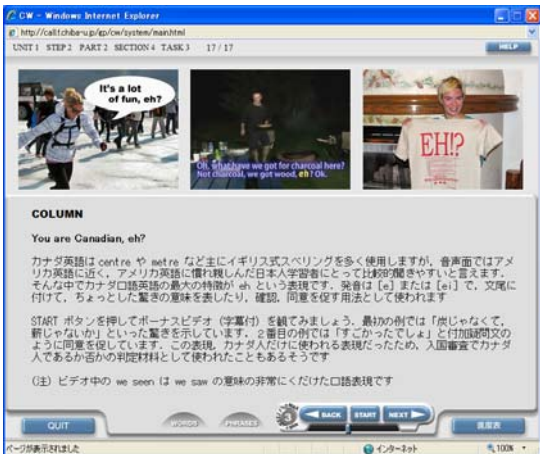 CW - Windows Internet Explorer
http://call.f.chiba-u.jp/gp/cw/system/main.html
UNIT 1 STEP 2 PART 2 SECTION 4 TASK 3 17 / 17
HELP
It's a lot
of fun, eh?
Oh, what have we got for charcoal here?
Not charcoal, we got wood, eh? Ok.
EH!?
COLUMN
You are Canadian, eh?
カナダ英語は centre や metre など主にイギリス式スペリングを多く使用しますが，音声面ではアメ
リカ英語に近く，アメリカ英語に慣れ親しんだ日本人学習者にとって比較的聞きやすいと言えます．
そんな中でカナダ口語英語の最大の特徴が eh という表現です．発音は [e] または [ei] で，文尾に
付けて，ちょっとした驚きの意味を表したり，確認，同意を促す用法として使われます
START ボタンを押してボーナスビデオ（字幕付）を観てみましょう．最初の例では「炭じゃなくて，
薪じゃないか」といった驚きを示しています．２番目の例では「すごかったでしょ」と付加疑問文の
ように同意を促しています．この表現，カナダ人だけに使われる表現だったため，入国審査でカナダ
人であるか否かの判定材料として使われたこともあるそうです
（注）ビデオ中の we seen は we saw の意味の非常にくだけた口語表現です
QUIT
WORDS
PHRASES
BACK
START
NEXT
進度表
ページが表示されました
インターネット
100%